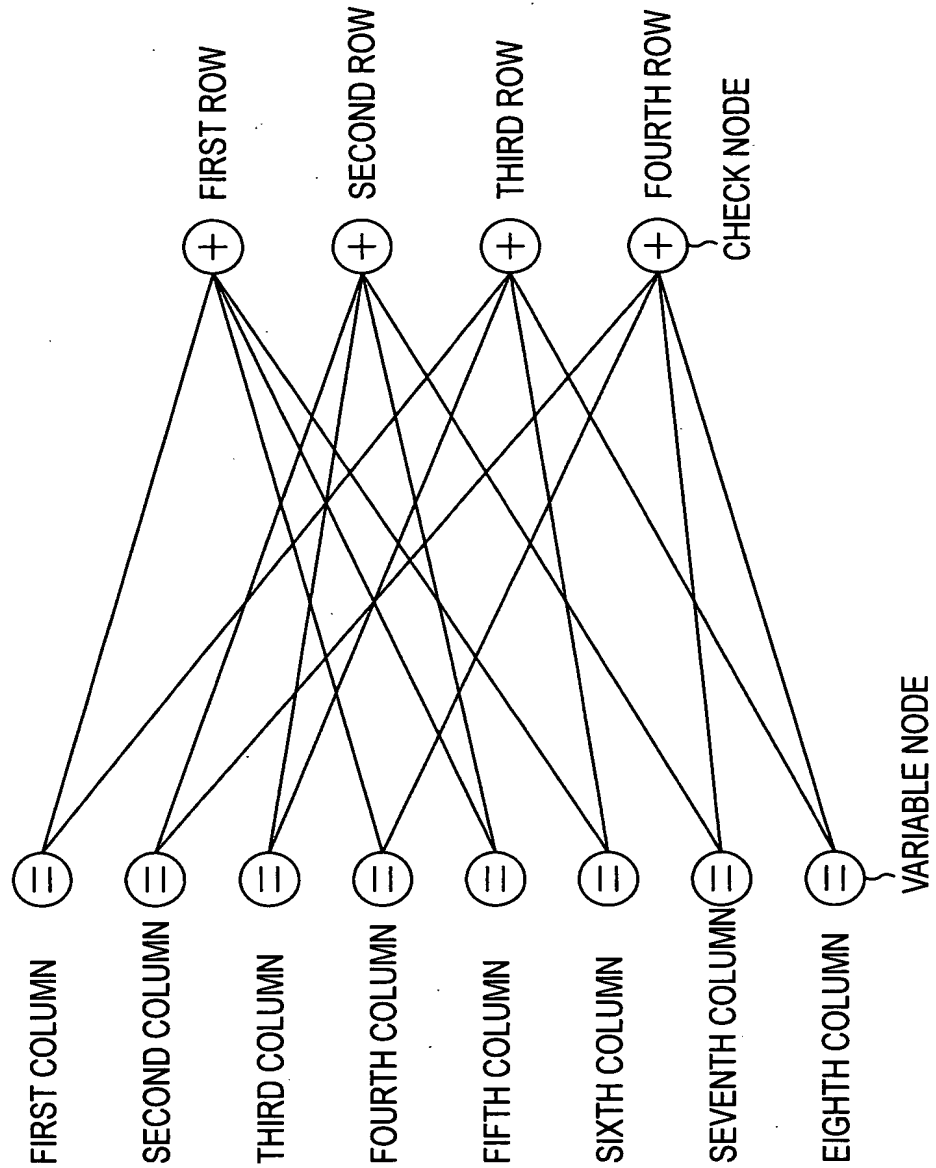 FIRST COLUMN
SECOND COLUMN
THIRD COLUMN
FOURTH COLUMN
FIFTH COLUMN
SIXTH COLUMN
SEVENTH COLUMN
EIGHTH COLUMN
=
=
=
=
=
=
=
=
VARIABLE NODE
+
+
+
+
FIRST ROW
SECOND ROW
THIRD ROW
FOURTH ROW
CHECK NODE